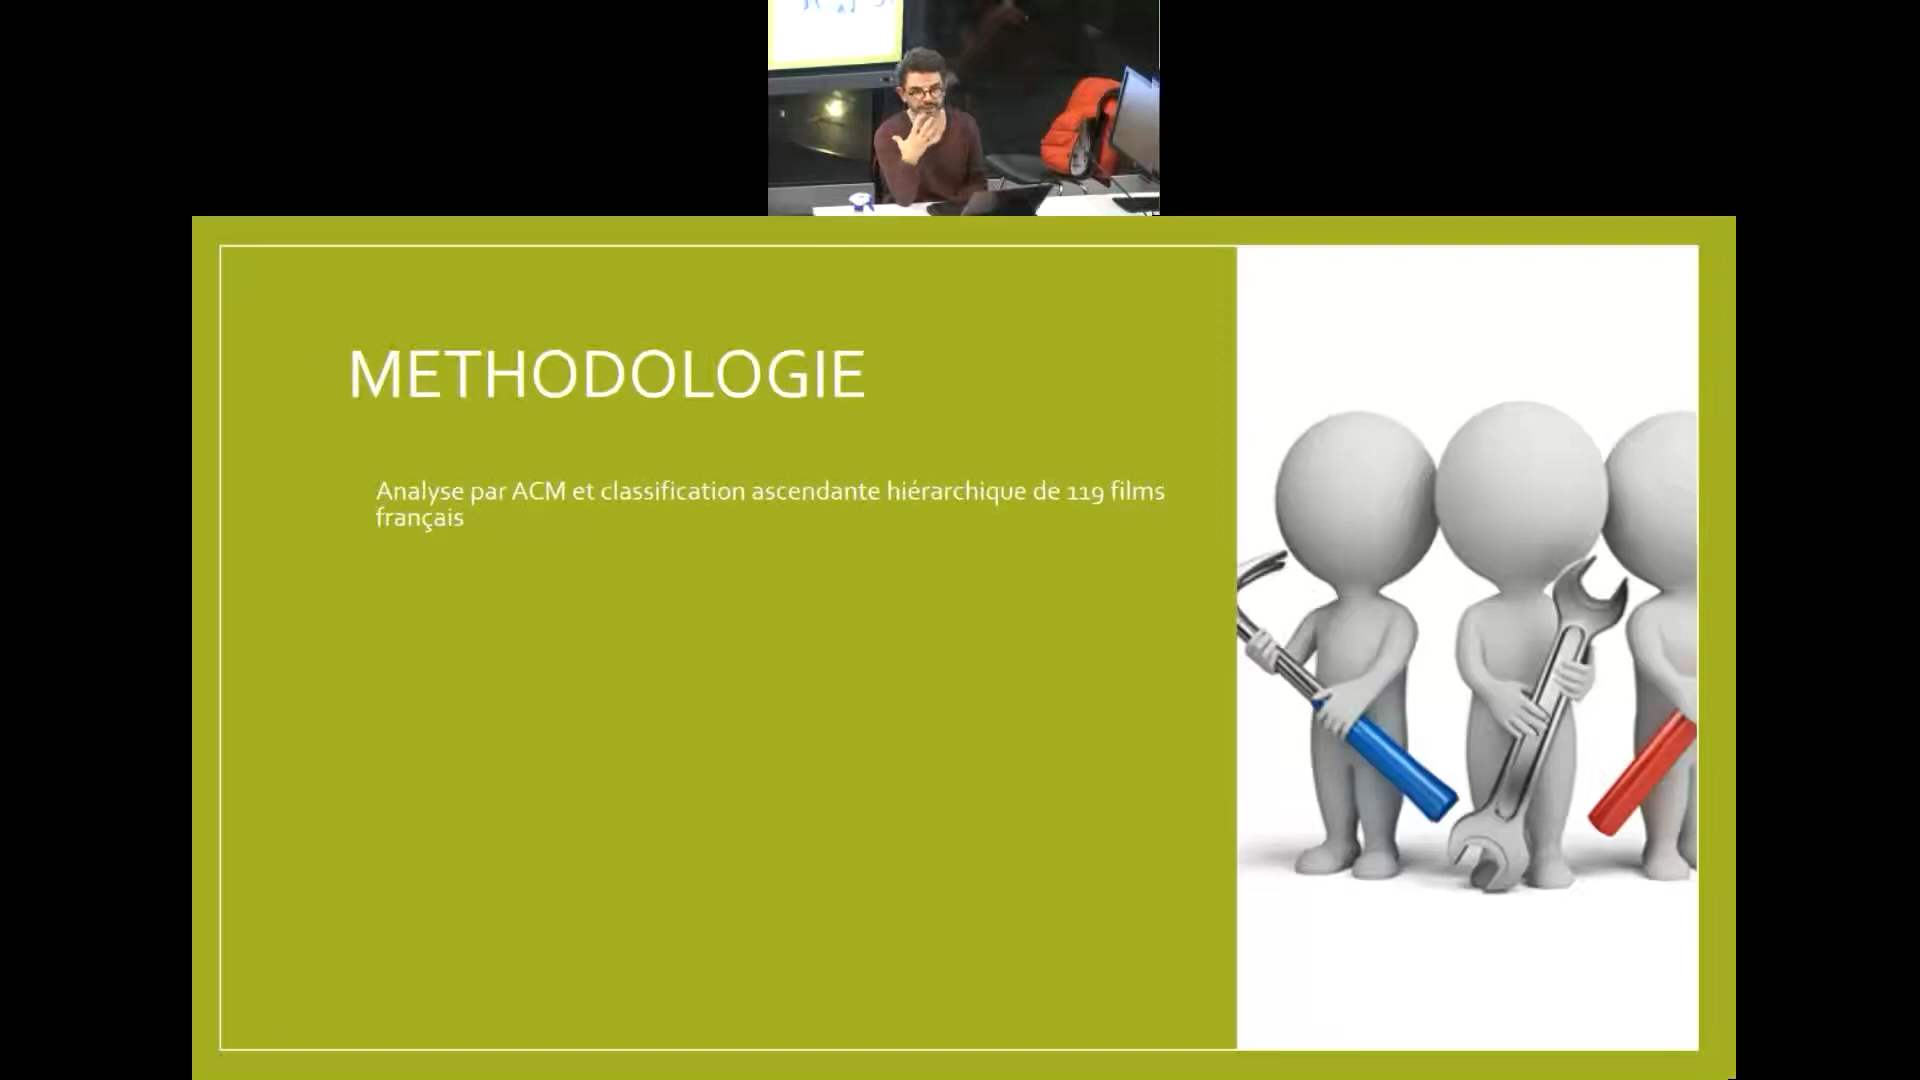 METHODOLOGIE
Analyse par ACM et classification ascendante hiérarchique de 119 films
français